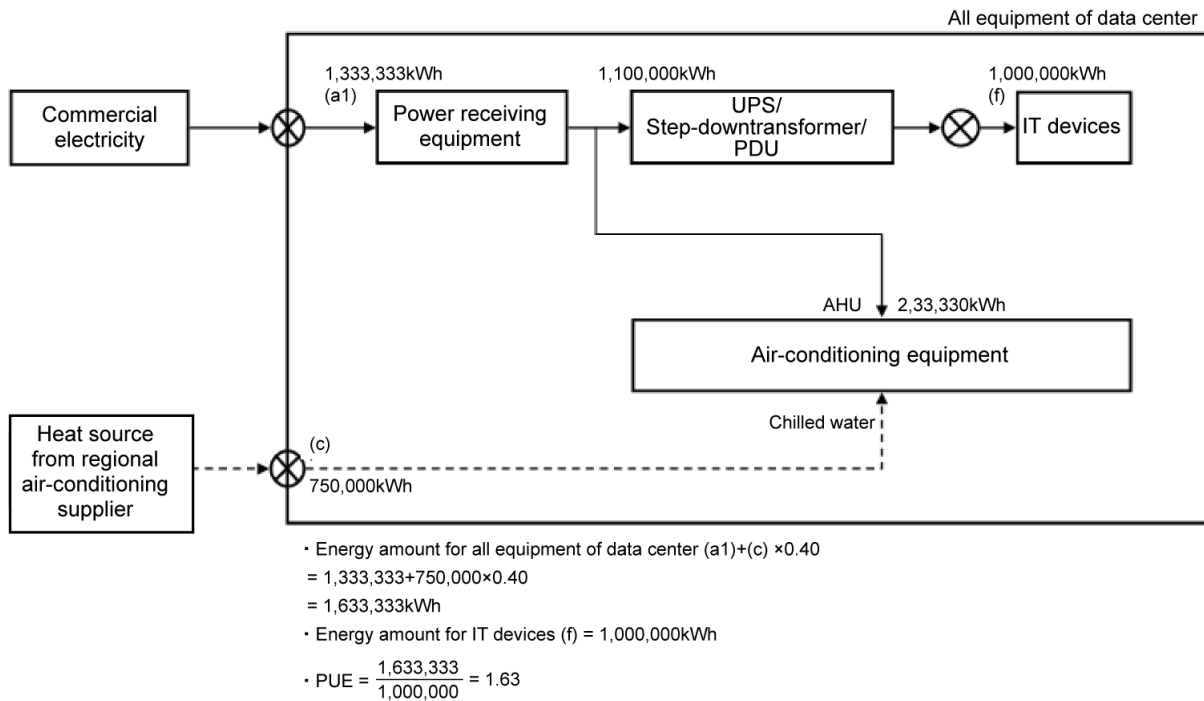 All equipment of data center
1,333,333kWh
(a1)
1,100,000kWh
1,000,000kWh
(f)
Commercial
electricity
Power receiving
equipment
UPS/
Step-downtransformer/
PDU
IT devices
AHU 2,33,330kWh
Air-conditioning equipment
Chilled water
Heat source
from regional
air-conditioning
supplier
(c)
750,000kWh
・Energy amount for all equipment of data center (a1)+(c) ×0.40
= 1,333,333+750,000×0.40
= 1,633,333kWh
・Energy amount for IT devices (f) = 1,000,000kWh
・PUE = 1,633,333 / 1,000,000 = 1.63